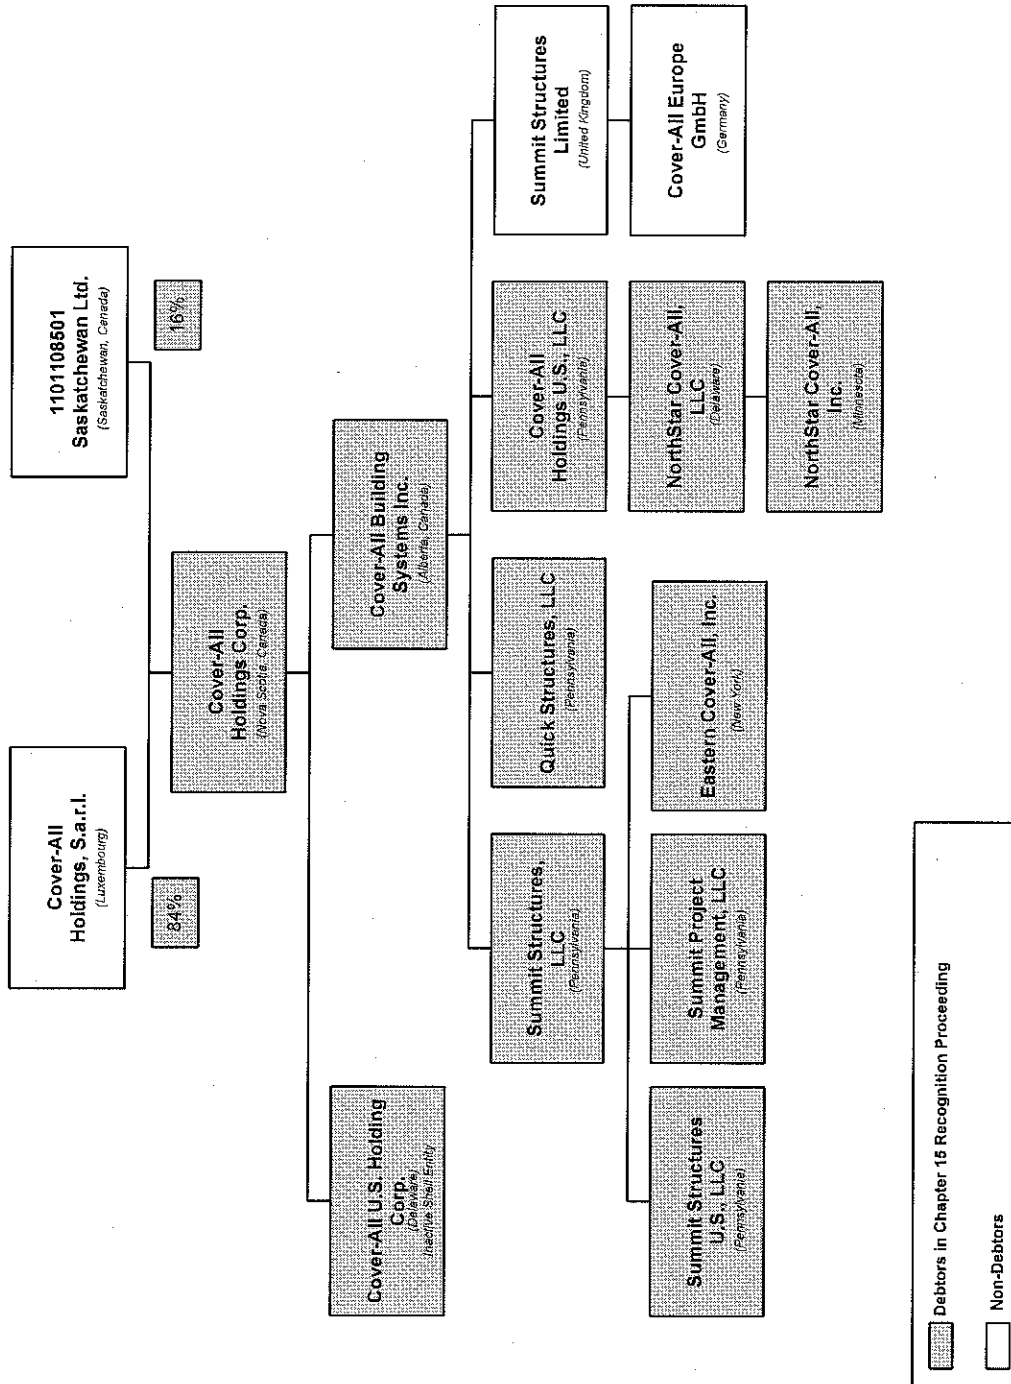 Cover-All
Holdings, S.a.r.l.
(Luxembourg)
1101108501
Saskatchewan Ltd.
(Saskatchewan, Canada)
84%
16%
Cover-All
Holdings Corp.
(Nova Scotia, Canada)
Cover-All U.S. Holding
Corp.
(Delaware)
Inactive Shell Entity
Cover-All Building
Systems Inc.
(Alberta, Canada)
Summit Structures,
LLC
(Pennsylvania)
Quick Structures, LLC
(Pennsylvania)
Cover-All
Holdings U.S., LLC
(Pennsylvania)
Summit Structures
Limited
(United Kingdom)
Summit Structures
U.S., LLC
(Pennsylvania)
Summit Project
Management, LLC
(Pennsylvania)
Eastern Cover-All, Inc.
(New York)
NorthStar Cover-All,
LLC
(Delaware)
Cover-All Europe
GmbH
(Germany)
NorthStar Cover-All,
Inc.
(Minnesota)
Debtors in Chapter 15 Recognition Proceeding
Non-Debtors